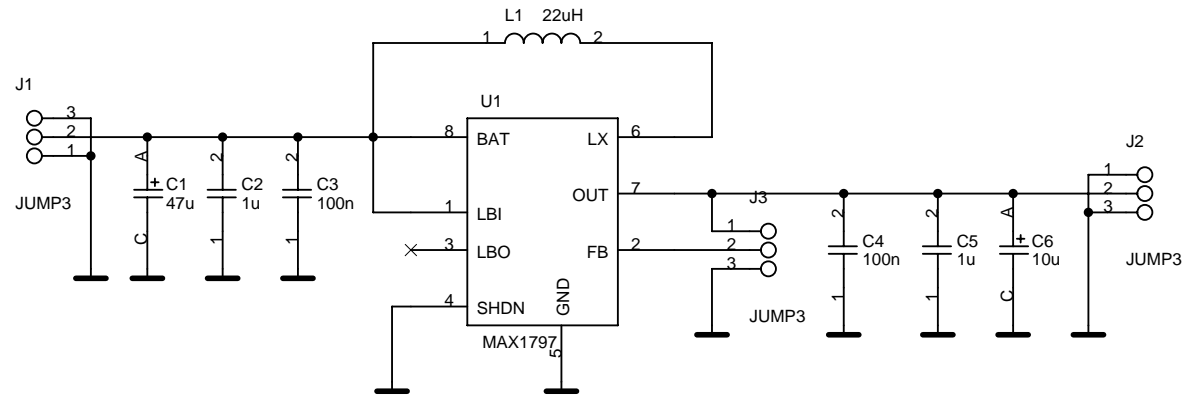 L1 22uH
1 2
J1
3
2
1
JUMP3
A
+ C1
47u
C
2
C2
1u
1
2
C3
100n
1
U1
8 BAT
1 LBI
3 LBO
4 SHDN
LX 6
OUT 7
FB 2
GND
5
MAX1797
J3
1
2
3
JUMP3
2
C4
100n
1
2
C5
1u
1
A
+ C6
10u
C
J2
1
2
3
JUMP3